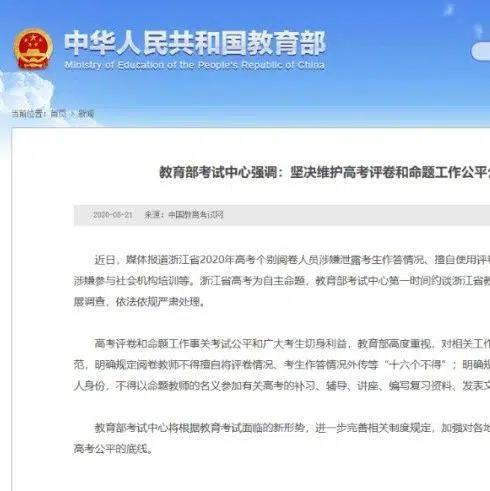 中华人民共和国教育部
Ministry of Education of the People's Republic of China
当前位置：首页 > 新闻
教育部考试中心强调：坚决维护高考评卷和命题工作公平
2020-08-21 来源：中国教育考试网
近日，媒体报道浙江省2020年高考个别阅卷人员涉嫌泄露考生作答情况、擅自使用评
涉嫌参与社会机构培训等。浙江省高考为自主命题，教育部考试中心第一时间约谈浙江省教
展调查，依法依规严肃处理。
高考评卷和命题工作事关考试公平和广大考生切身利益，教育部高度重视，对相关工作
范，明确规定阅卷教师不得擅自将评卷情况、考生作答情况外传等“十六个不得”；明确规
人身份，不得以命题教师的名义参加有关高考的补习、辅导、讲座、编写复习资料、发表文
教育部考试中心将根据教育考试面临的新形势，进一步完善相关制度规定，加强对各地
高考公平的底线。